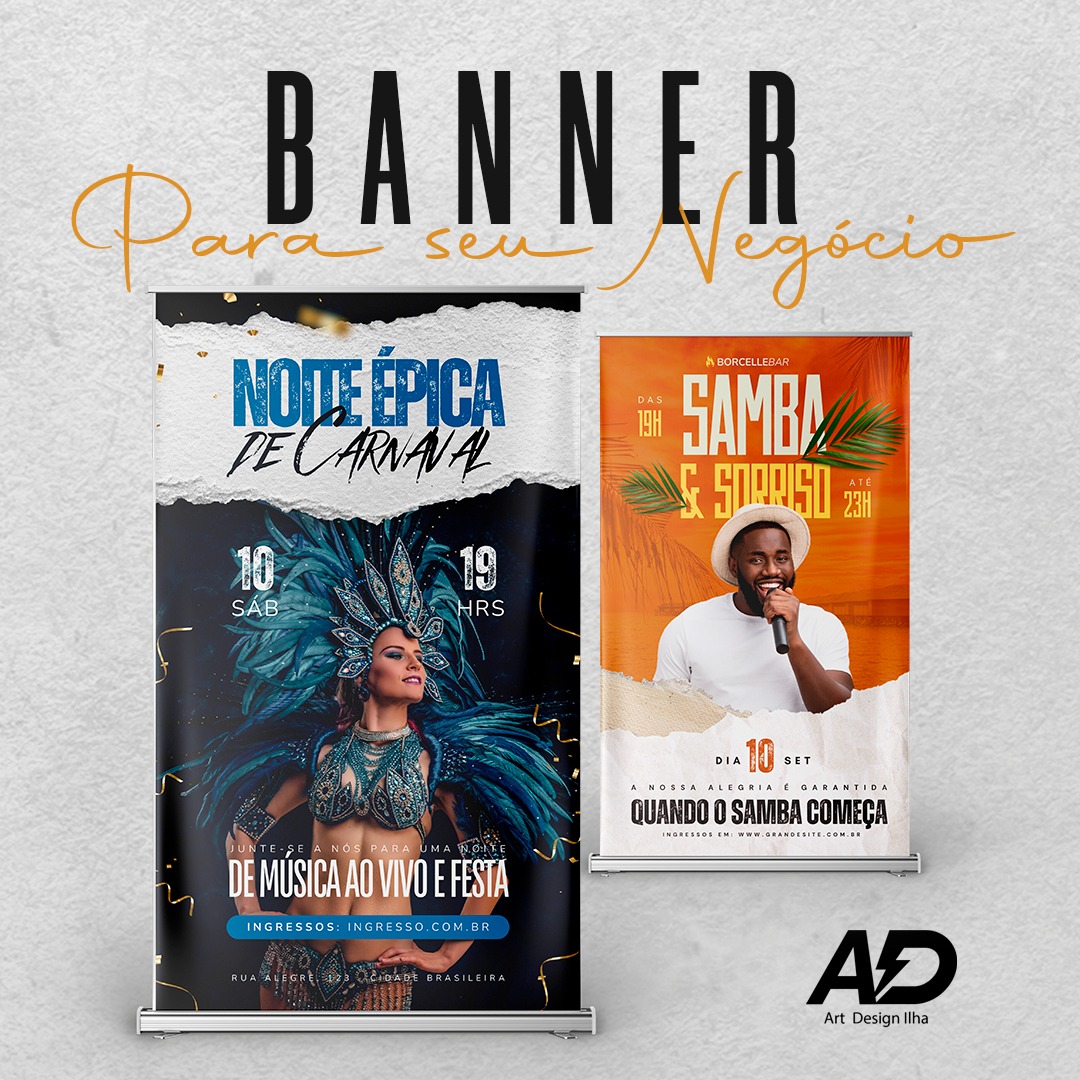 BANNER
Para seu Negócio
NOITE ÉPICA
DE CARNAVAL
10
SÁB
19
HRS
JUNTE-SE A NÓS PARA UMA NOITE
DE MÚSICA AO VIVO E FESTA
INGRESSOS: INGRESSO.COM.BR
RUA ALEGRE, 123 - CIDADE BRASILEIRA
BORCELLEBAR
DAS
19H
SAMBA
& SORRISO
ATÉ
23H
DIA 10 SET
A NOSSA ALEGRIA É GARANTIDA
QUANDO O SAMBA COMEÇA
INGRESSOS EM: WWW.GRANDESITE.COM.BR
AD
Art Design Ilha